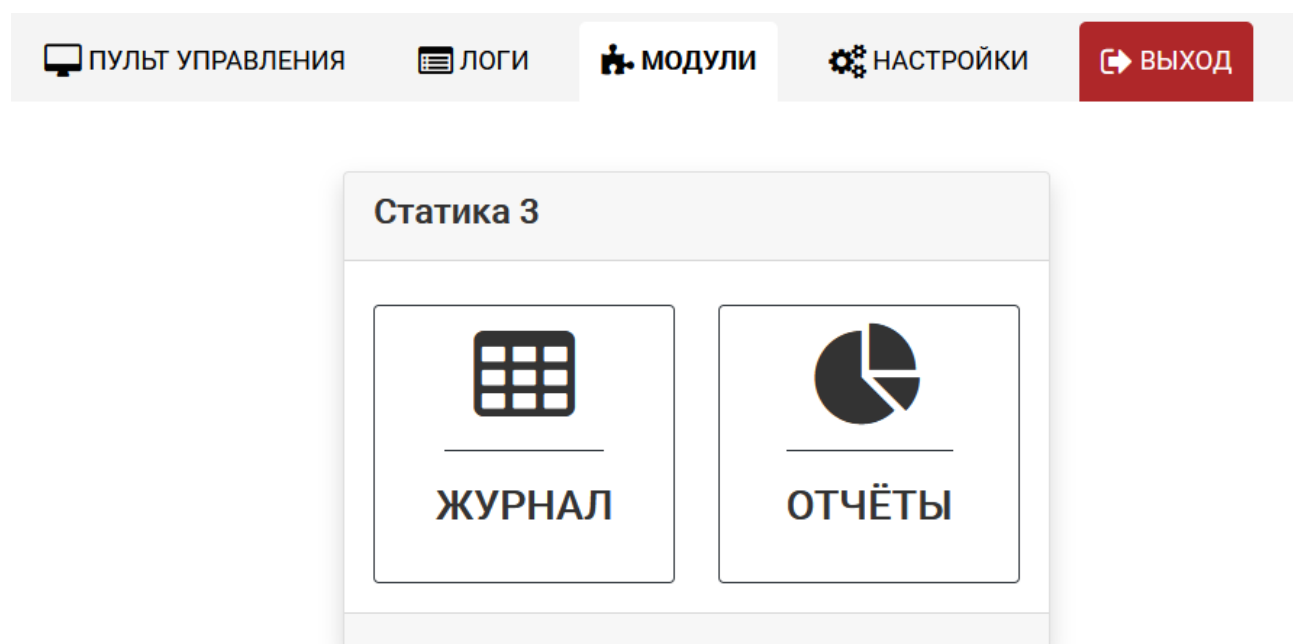 ПУЛЬТ УПРАВЛЕНИЯ ЛОГИ МОДУЛИ НАСТРОЙКИ ВЫХОД
Статика 3
ЖУРНАЛ ОТЧЁТЫ